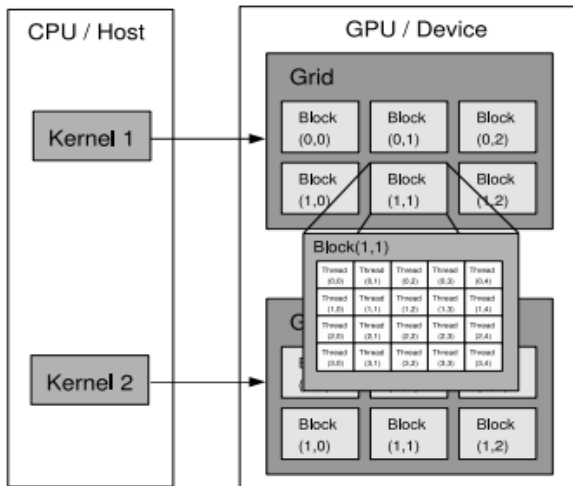 CPU / Host
GPU / Device
Grid
Kernel 1
Block Block Block
(0,0) (0,1) (0,2)
Block Block Block
(1,0) (1,1) (1,2)
Block(1,1)
Thread Thread Thread Thread Thread
(0,0) (0,1) (0,2) (0,3) (0,4)
Thread Thread Thread Thread Thread
(1,0) (1,1) (1,2) (1,3) (1,4)
Thread Thread Thread Thread Thread
(2,0) (2,1) (2,2) (2,3) (2,4)
Thread Thread Thread Thread Thread
(3,0) (3,1) (3,2) (3,3) (3,4)
Kernel 2
Block Block Block
(1,0) (1,1) (1,2)